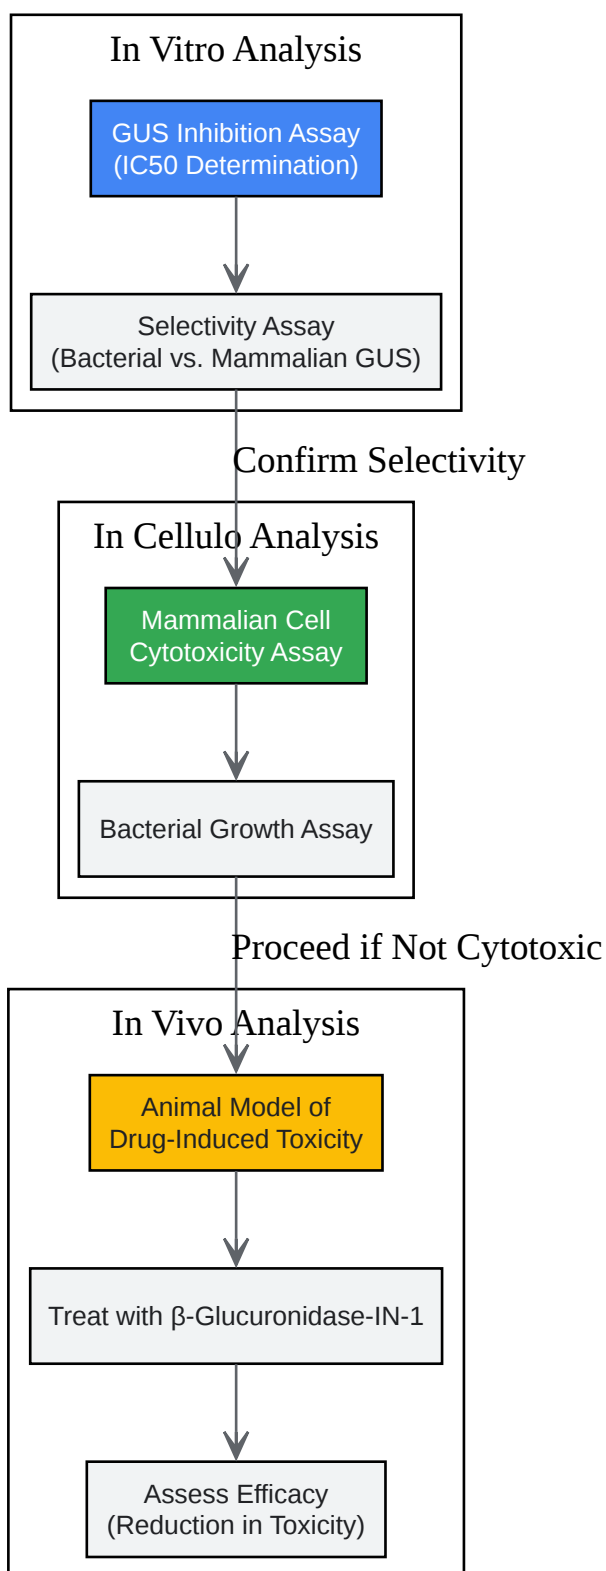 In Vitro Analysis
GUS Inhibition Assay
(IC50 Determination)
Selectivity Assay
(Bacterial vs. Mammalian GUS)
Confirm Selectivity
In Cellulo Analysis
Mammalian Cell
Cytotoxicity Assay
Bacterial Growth Assay
Proceed if Not Cytotoxic
In Vivo Analysis
Animal Model of
Drug-Induced Toxicity
Treat with β-Glucuronidase-IN-1
Assess Efficacy
(Reduction in Toxicity)